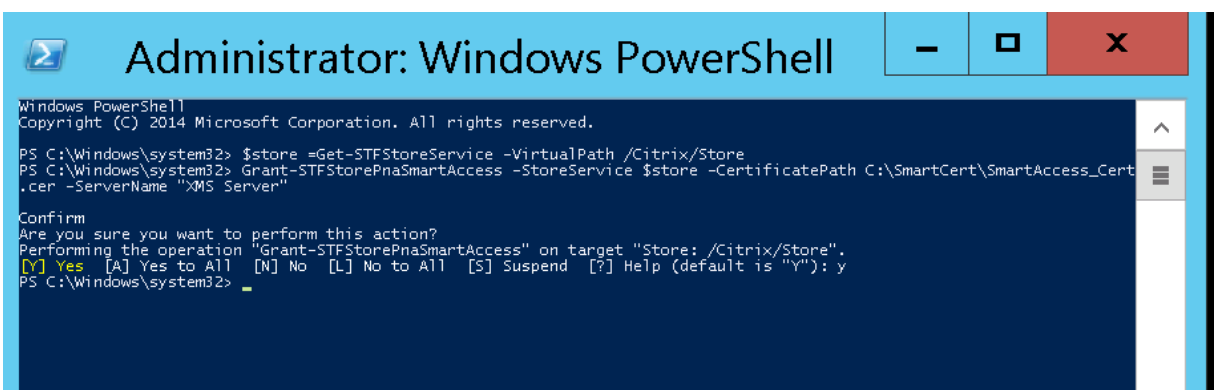 Administrator: Windows PowerShell
Windows PowerShell
Copyright (C) 2014 Microsoft Corporation. All rights reserved.
PS C:\Windows\system32> $store =Get-STFStoreService -VirtualPath /Citrix/Store
PS C:\Windows\system32> Grant-STFStorePnaSmartAccess -StoreService $store -CertificatePath C:\SmartCert\SmartAccess_Cert
.cer -ServerName "XMS Server"
Confirm
Are you sure you want to perform this action?
Performing the operation "Grant-STFStorePnaSmartAccess" on target "Store: /Citrix/Store".
[Y] Yes  [A] Yes to All  [N] No  [L] No to All  [S] Suspend  [?] Help (default is "Y"): y
PS C:\Windows\system32> _